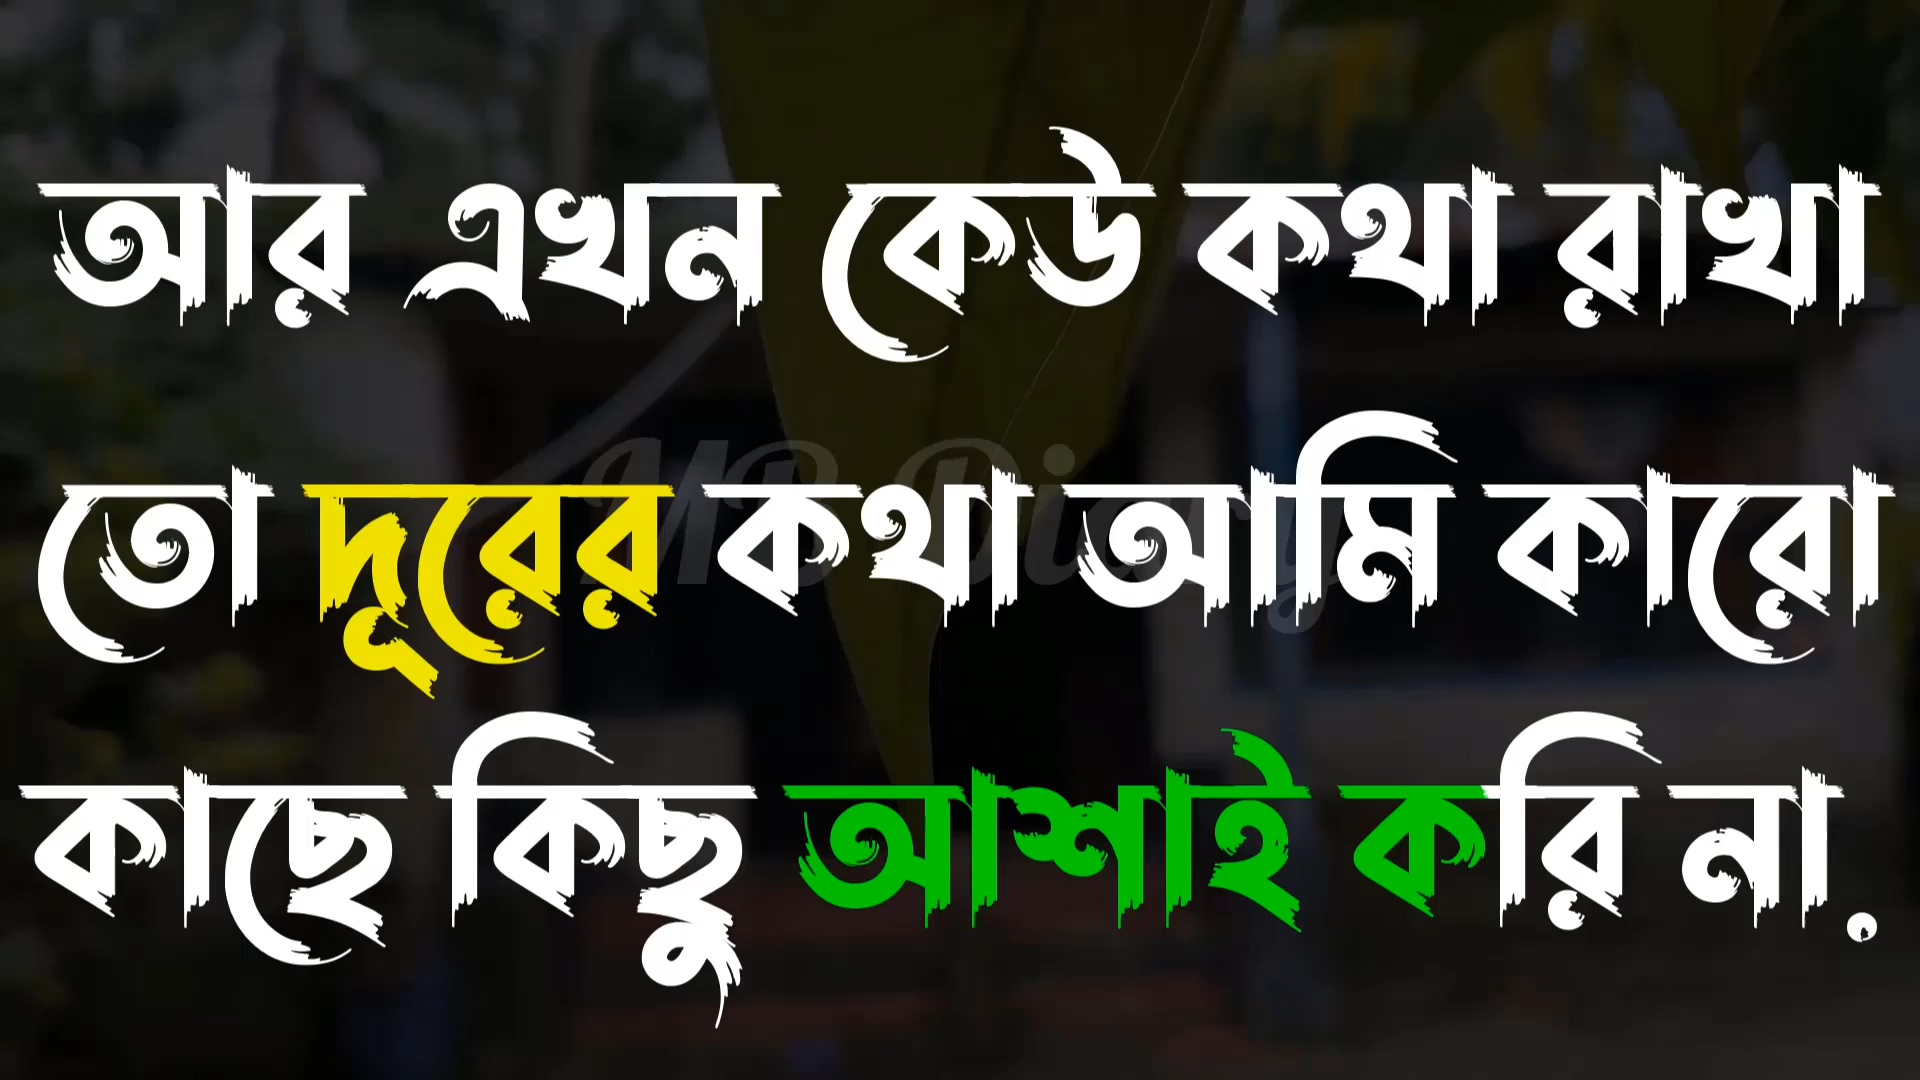 আর এখন কেউ কথা রাখা
তো দূরের কথা আমি কারো
কাছে কিছু আশাই করি না.